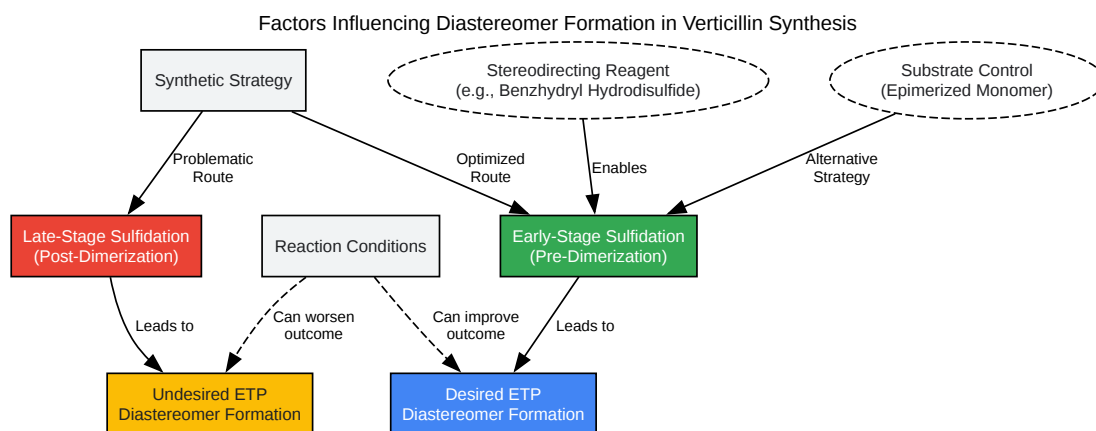 Factors Influencing Diastereomer Formation in Verticillin Synthesis
Synthetic Strategy
Stereodirecting Reagent
(e.g., Benzhydryl Hydrodisulfide)
Substrate Control
(Epimerized Monomer)
Problematic
Route
Optimized
Route
Enables
Alternative
Strategy
Late-Stage Sulfidation
(Post-Dimerization)
Reaction Conditions
Early-Stage Sulfidation
(Pre-Dimerization)
Leads to
Can worsen
outcome
Can improve
outcome
Leads to
Undesired ETP
Diastereomer Formation
Desired ETP
Diastereomer Formation